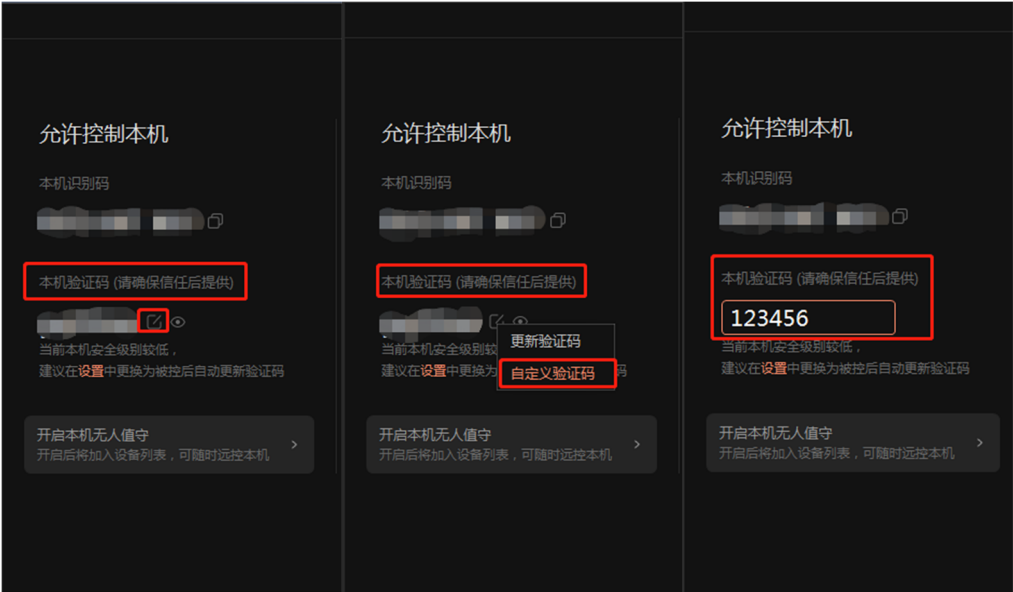 允许控制本机
本机识别码
本机验证码 (请确保信任后提供)
当前本机安全级别较低，
建议在设置中更换为被控后自动更新验证码
开启本机无人值守
开启后将加入设备列表，可随时远控本机
允许控制本机
本机识别码
本机验证码 (请确保信任后提供)
更新验证码
当前本机安全级别较
自定义验证码
建议在设置中更换为
码
开启本机无人值守
开启后将加入设备列表，可随时远控本机
允许控制本机
本机识别码
本机验证码 (请确保信任后提供)
123456
当前本机安全级别较低，
建议在设置中更换为被控后自动更新验证码
开启本机无人值守
开启后将加入设备列表，可随时远控本机